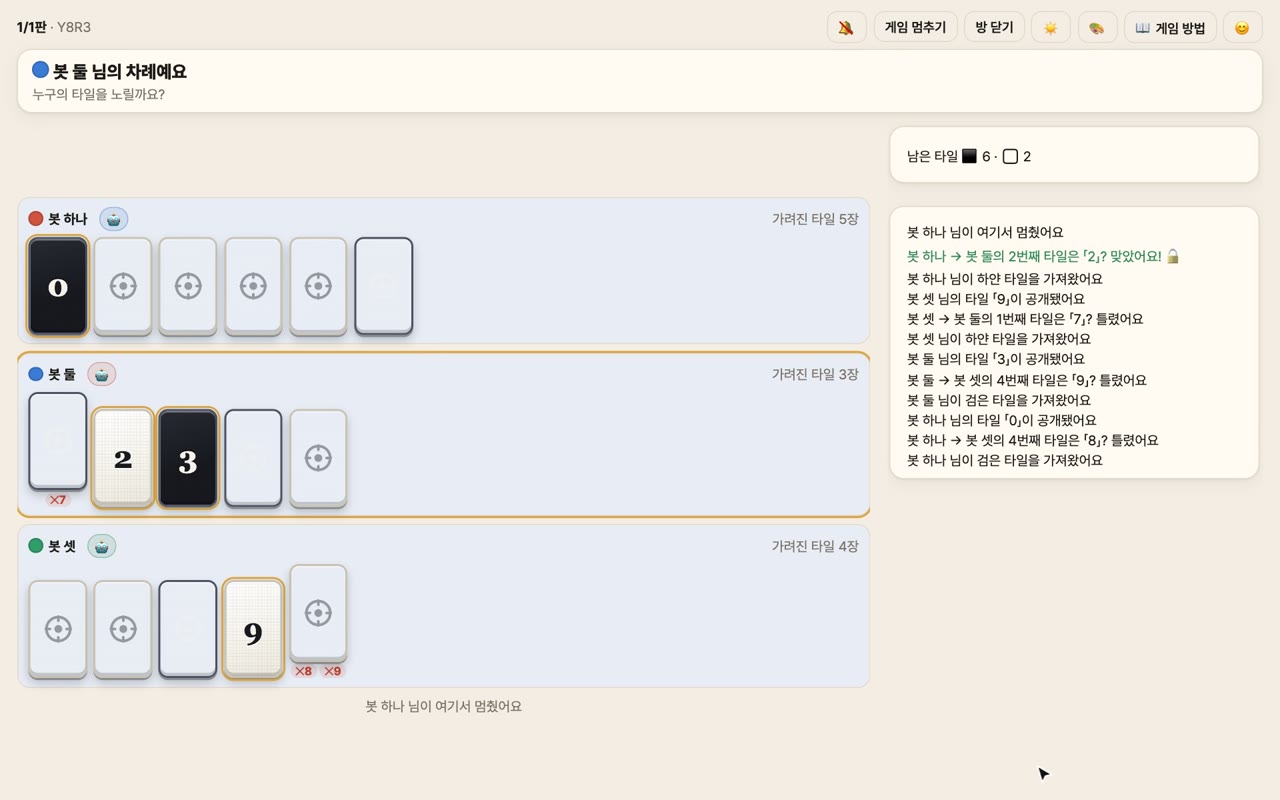 1/1판 · Y8R3
게임 멈추기
방 닫기
게임 방법
봇 둘 님의 차례예요
누구의 타일을 노릴까요?
남은 타일 6 · 2
봇 하나
가려진 타일 5장
0
봇 둘
가려진 타일 3장
2 3
×7
봇 셋
가려진 타일 4장
9
×8 ×9
봇 하나 님이 여기서 멈췄어요
봇 하나 님이 여기서 멈췄어요
봇 하나 → 봇 둘의 2번째 타일은 「2」? 맞았어요!
봇 하나 님이 하얀 타일을 가져왔어요
봇 셋 님의 타일 「9」이 공개됐어요
봇 셋 → 봇 둘의 1번째 타일은 「7」? 틀렸어요
봇 셋 님이 하얀 타일을 가져왔어요
봇 둘 님의 타일 「3」이 공개됐어요
봇 둘 → 봇 셋의 4번째 타일은 「9」? 틀렸어요
봇 둘 님이 검은 타일을 가져왔어요
봇 하나 님의 타일 「0」이 공개됐어요
봇 하나 → 봇 셋의 4번째 타일은 「8」? 틀렸어요
봇 하나 님이 검은 타일을 가져왔어요